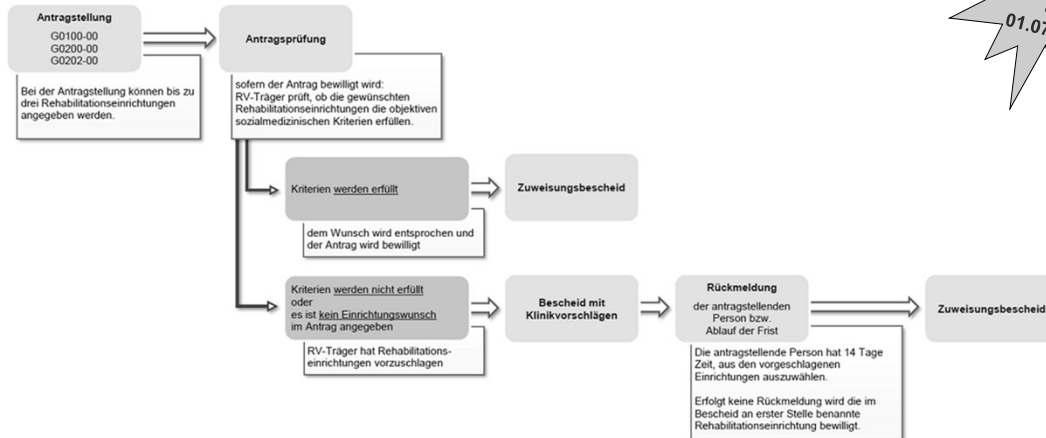 Antragstellung
G0100-00
G0200-00
G0202-00
Bei der Antragstellung können bis zu
drei Rehabilitationseinrichtungen
angegeben werden.
Antragsprüfung
sofern der Antrag bewilligt wird:
RV-Träger prüft, ob die gewünschten
Rehabilitationseinrichtungen die objektiven
sozialmedizinischen Kriterien erfüllen.
Kriterien werden erfüllt
dem Wunsch wird entsprochen und
der Antrag wird bewilligt
Zuweisungsbescheid
Kriterien werden nicht erfüllt
oder
es ist kein Einrichtungswunsch
im Antrag angegeben
RV-Träger hat Rehabilitations-
einrichtungen vorzuschlagen
Bescheid mit
Klinikvorschlägen
Rückmeldung
der antragstellenden
Person bzw.
Ablauf der Frist
Die antragstellende Person hat 14 Tage
Zeit, aus den vorgeschlagenen
Einrichtungen auszuwählen.
Erfolgt keine Rückmeldung wird die im
Bescheid an erster Stelle benannte
Rehabilitationseinrichtung bewilligt.
Zuweisungsbescheid
01.07